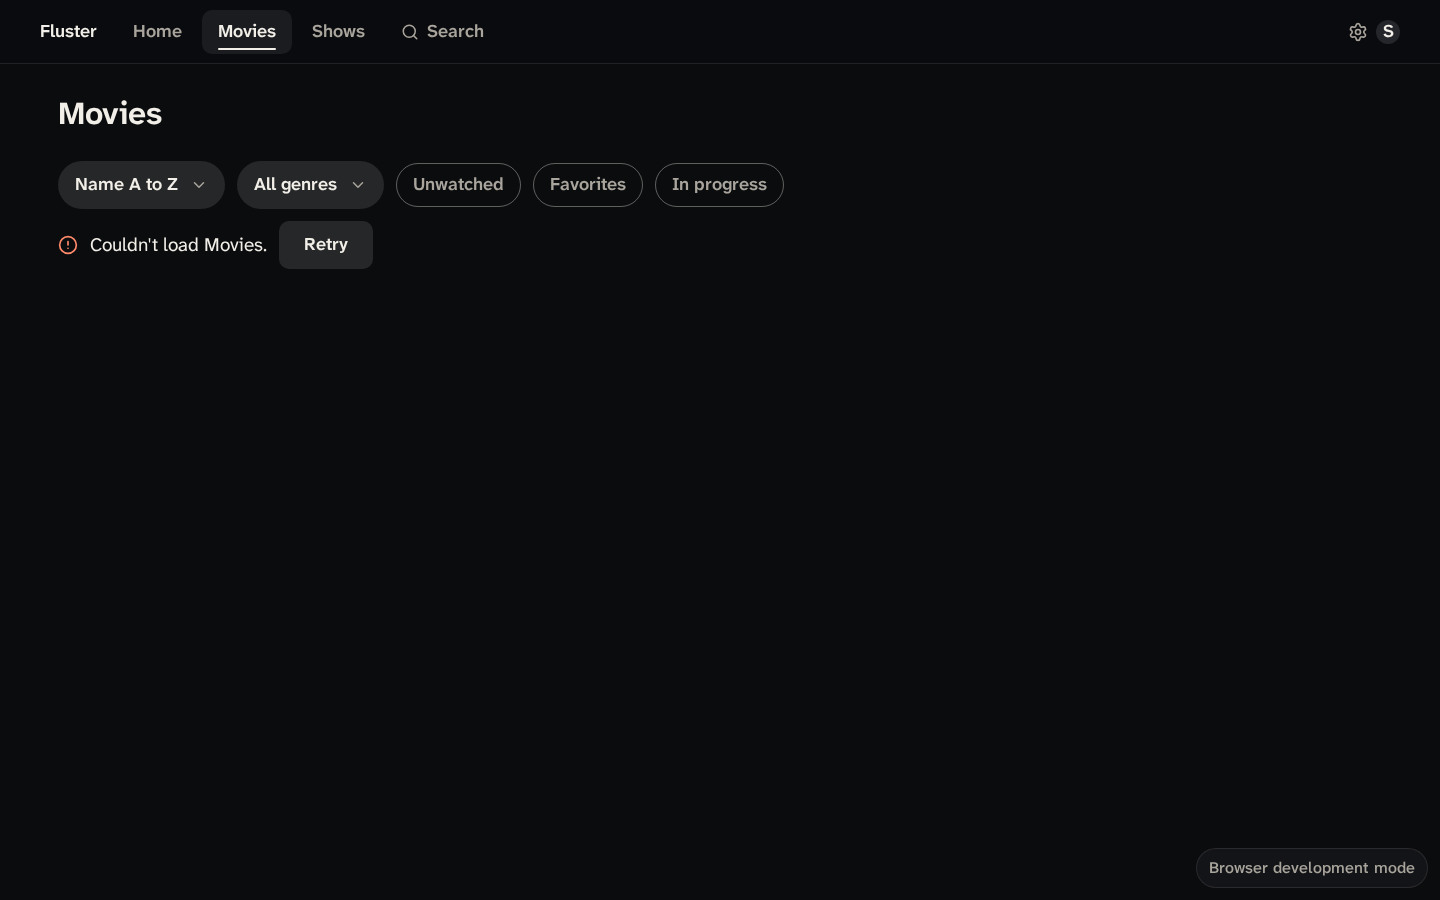 Fluster Home Movies Shows Search S
Movies
Name A to Z All genres Unwatched Favorites In progress
Couldn't load Movies. Retry
Browser development mode